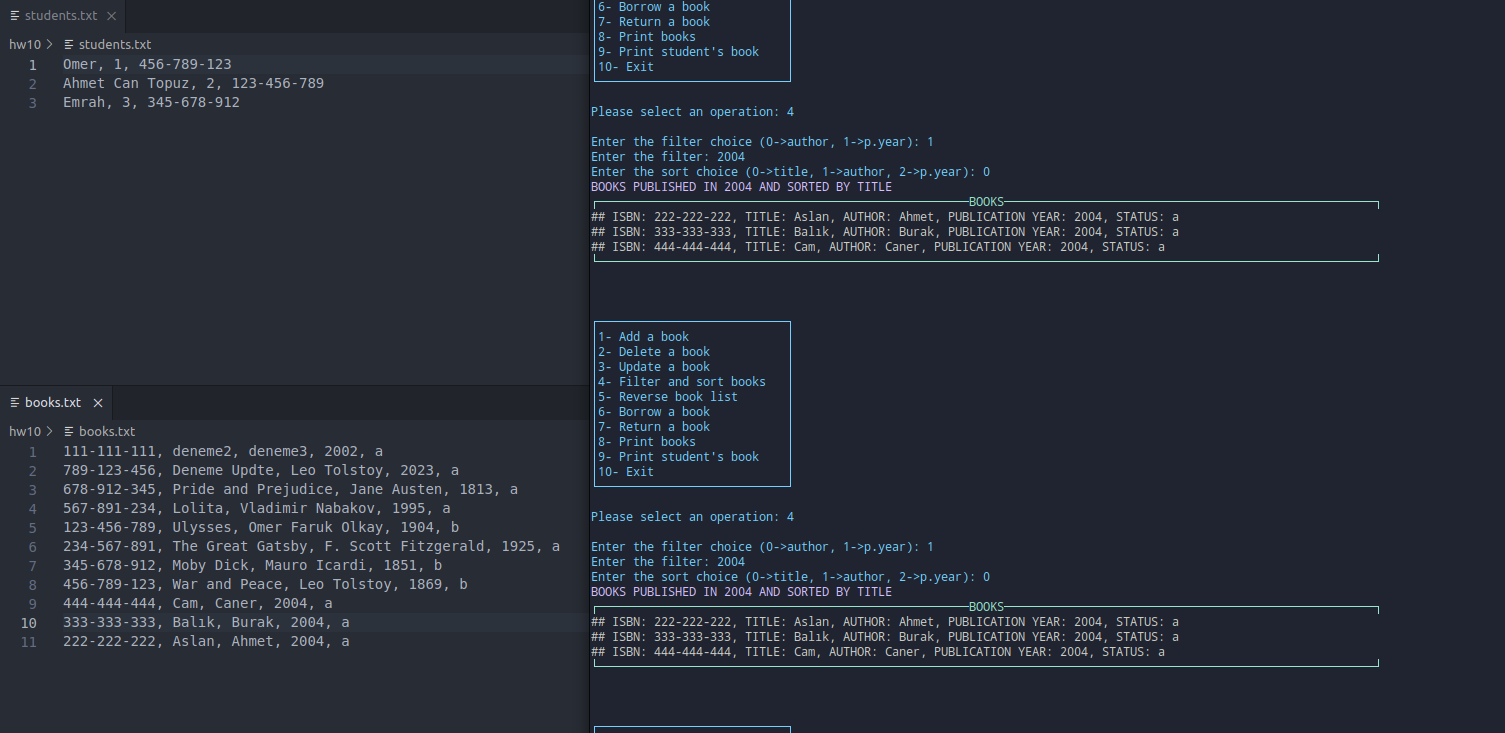 students.txt
hw10 > students.txt
1 Omer, 1, 456-789-123
2 Ahmet Can Topuz, 2, 123-456-789
3 Emrah, 3, 345-678-912
books.txt
hw10 > books.txt
1 111-111-111, deneme2, deneme3, 2002, a
2 789-123-456, Deneme Updte, Leo Tolstoy, 2023, a
3 678-912-345, Pride and Prejudice, Jane Austen, 1813, a
4 567-891-234, Lolita, Vladimir Nabakov, 1995, a
5 123-456-789, Ulysses, Omer Faruk Olkay, 1904, b
6 234-567-891, The Great Gatsby, F. Scott Fitzgerald, 1925, a
7 345-678-912, Moby Dick, Mauro Icardi, 1851, b
8 456-789-123, War and Peace, Leo Tolstoy, 1869, b
9 444-444-444, Cam, Caner, 2004, a
10 333-333-333, Balık, Burak, 2004, a
11 222-222-222, Aslan, Ahmet, 2004, a
6- Borrow a book
7- Return a book
8- Print books
9- Print student's book
10- Exit
Please select an operation: 4
Enter the filter choice (0->author, 1->p.year): 1
Enter the filter: 2004
Enter the sort choice (0->title, 1->author, 2->p.year): 0
BOOKS PUBLISHED IN 2004 AND SORTED BY TITLE
BOOKS
## ISBN: 222-222-222, TITLE: Aslan, AUTHOR: Ahmet, PUBLICATION YEAR: 2004, STATUS: a
## ISBN: 333-333-333, TITLE: Balık, AUTHOR: Burak, PUBLICATION YEAR: 2004, STATUS: a
## ISBN: 444-444-444, TITLE: Cam, AUTHOR: Caner, PUBLICATION YEAR: 2004, STATUS: a
1- Add a book
2- Delete a book
3- Update a book
4- Filter and sort books
5- Reverse book list
6- Borrow a book
7- Return a book
8- Print books
9- Print student's book
10- Exit
Please select an operation: 4
Enter the filter choice (0->author, 1->p.year): 1
Enter the filter: 2004
Enter the sort choice (0->title, 1->author, 2->p.year): 0
BOOKS PUBLISHED IN 2004 AND SORTED BY TITLE
BOOKS
## ISBN: 222-222-222, TITLE: Aslan, AUTHOR: Ahmet, PUBLICATION YEAR: 2004, STATUS: a
## ISBN: 333-333-333, TITLE: Balık, AUTHOR: Burak, PUBLICATION YEAR: 2004, STATUS: a
## ISBN: 444-444-444, TITLE: Cam, AUTHOR: Caner, PUBLICATION YEAR: 2004, STATUS: a